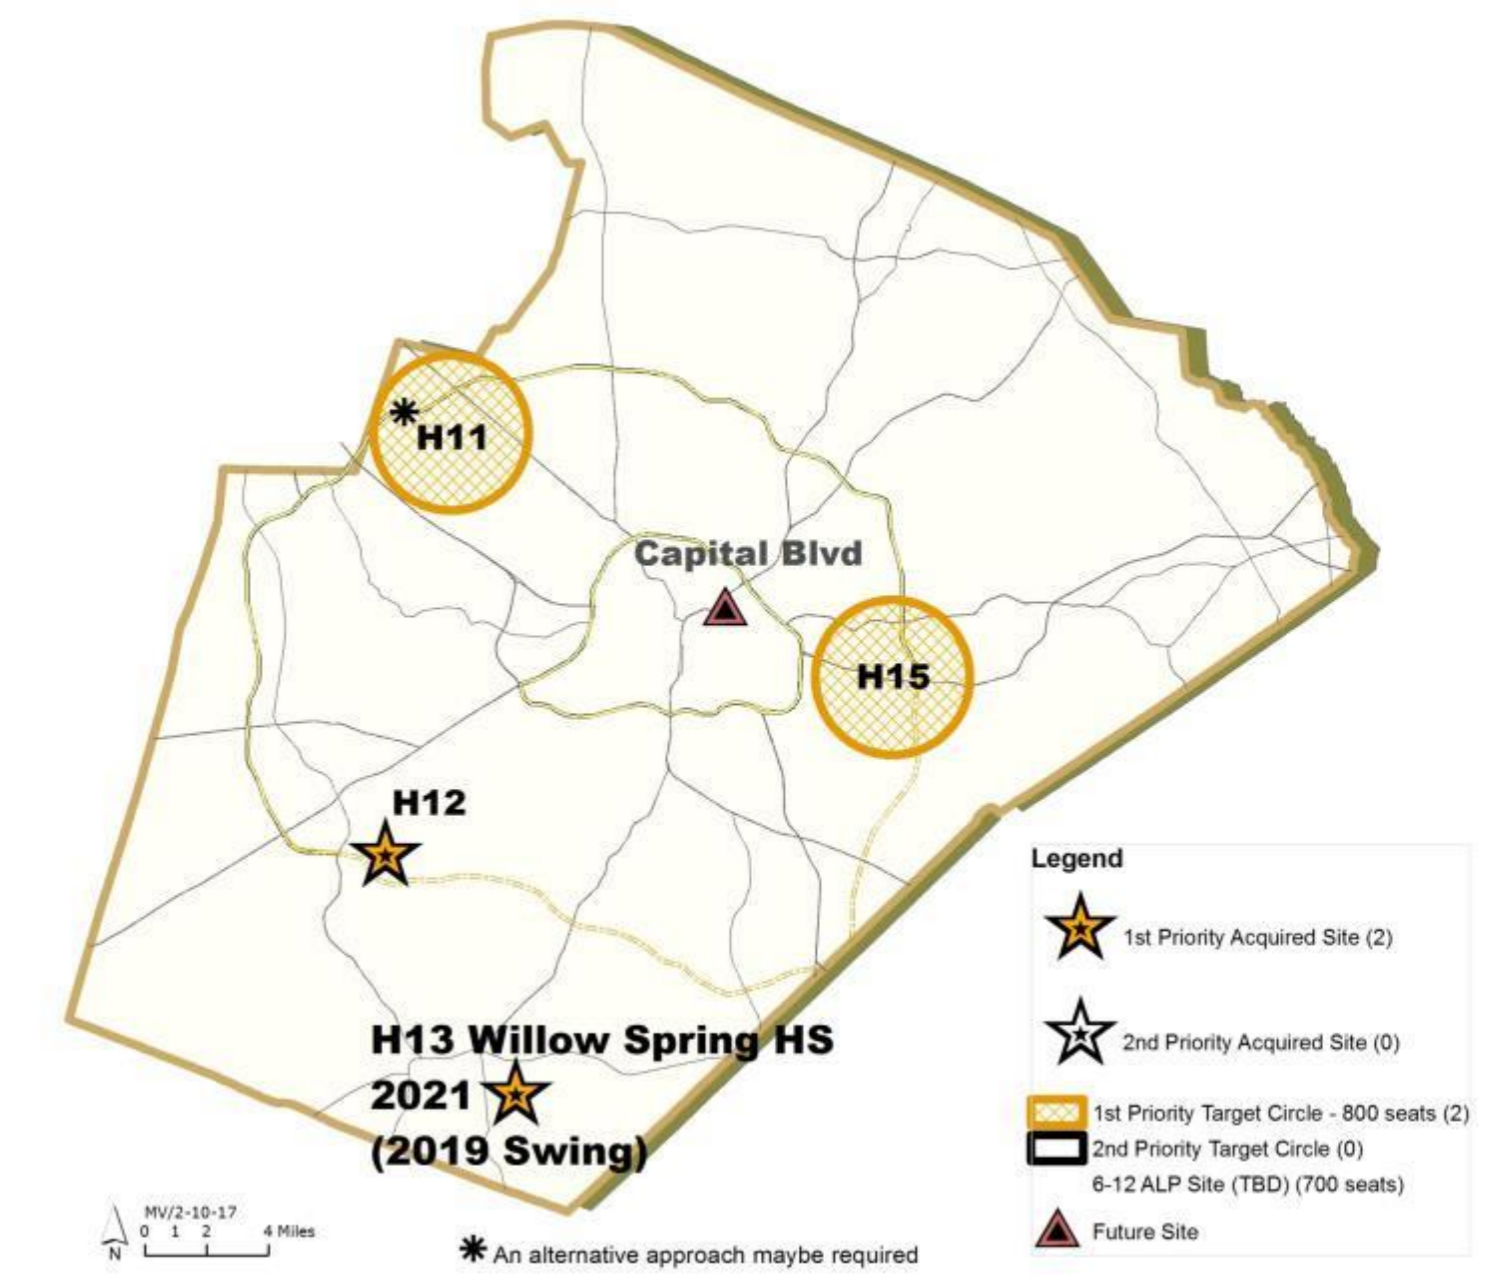 H11
Capital Blvd
H15
H12
H13 Willow Spring HS
2021
(2019 Swing)
Legend
1st Priority Acquired Site (2)
2nd Priority Acquired Site (0)
1st Priority Target Circle - 800 seats (2)
2nd Priority Target Circle (0)
6-12 ALP Site (TBD) (700 seats)
Future Site
MV/2-10-17
0 1 2 4 Miles
N
An alternative approach maybe required